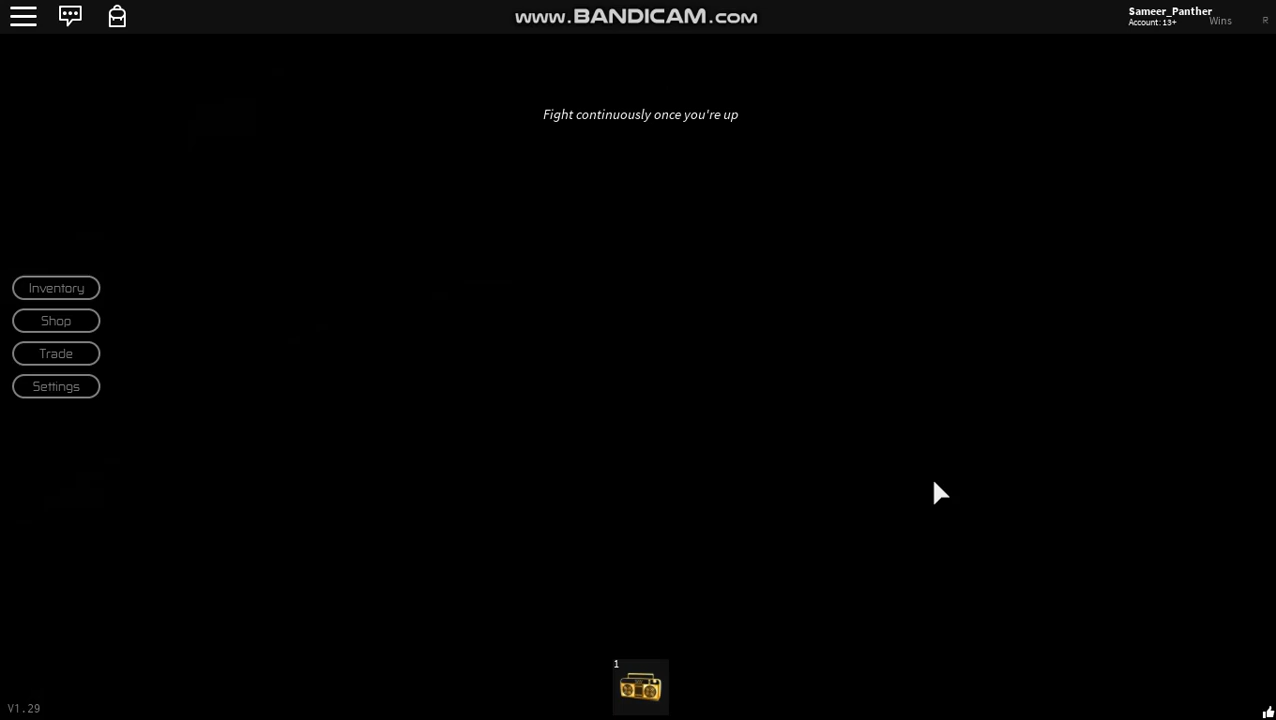 www.BANDICAM.com
Sameer_Panther
Account: 13+
Wins
R
Fight continuously once you're up
Inventory
Shop
Trade
Settings
1
V1.29